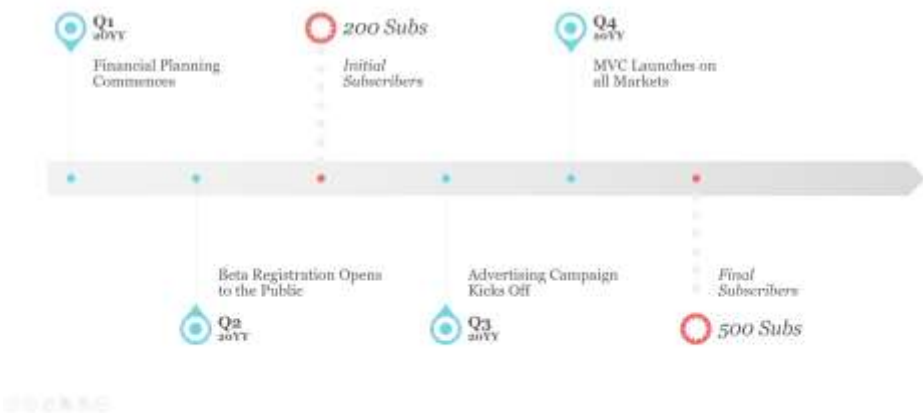 Q1
20YY
Financial Planning
Commences
200 Subs
Initial
Subscribers
Q4
20YY
MVC Launches on
all Markets
Beta Registration Opens
to the Public
Q2
20YY
Advertising Campaign
Kicks Off
Q3
20YY
Final
Subscribers
500 Subs